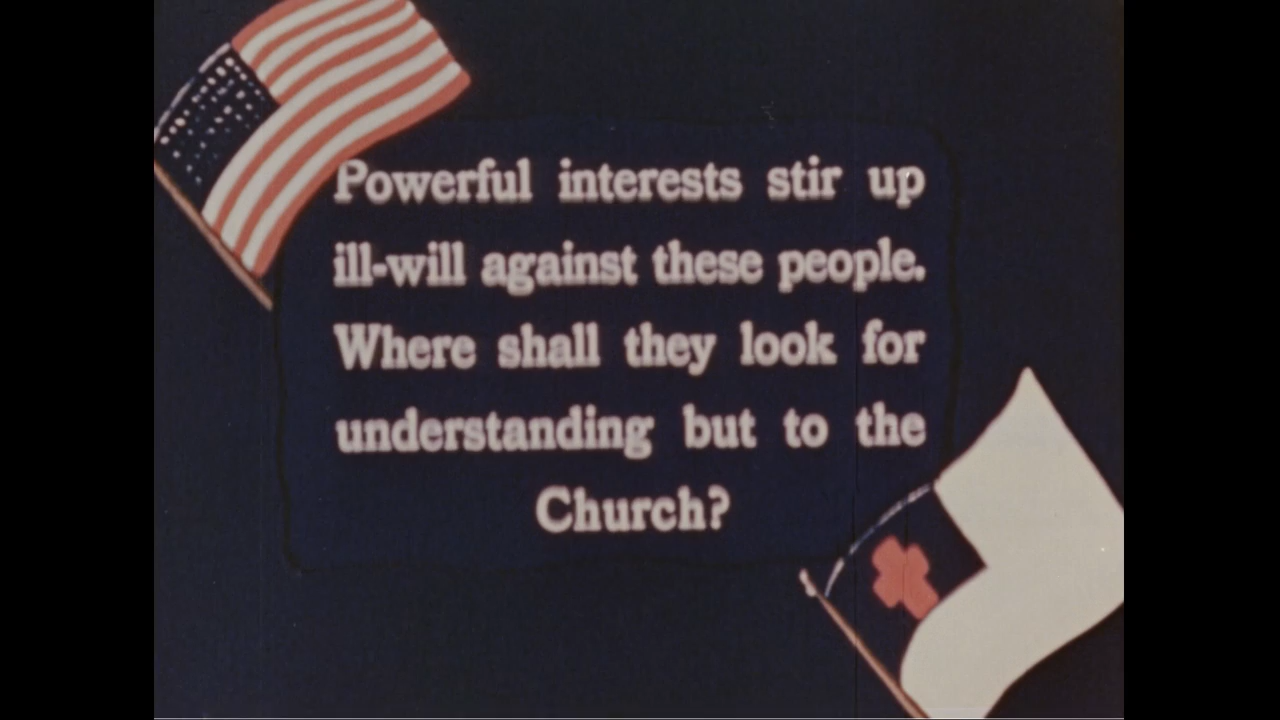 Powerful interests stir up
ill-will against these people.
Where shall they look for
understanding but to the
Church?